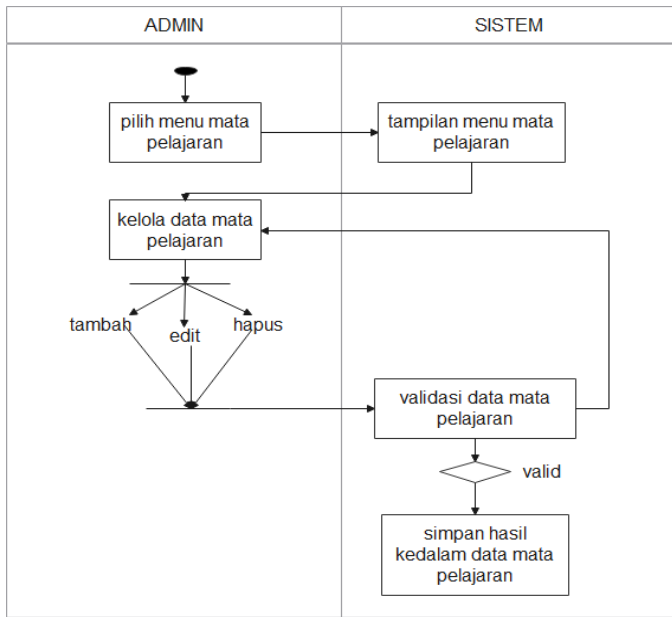 ADMIN
SISTEM
pilih menu mata
pelajaran
tampilan menu mata
pelajaran
kelola data mata
pelajaran
tambah
edit
hapus
validasi data mata
pelajaran
valid
simpan hasil
kedalam data mata
pelajaran